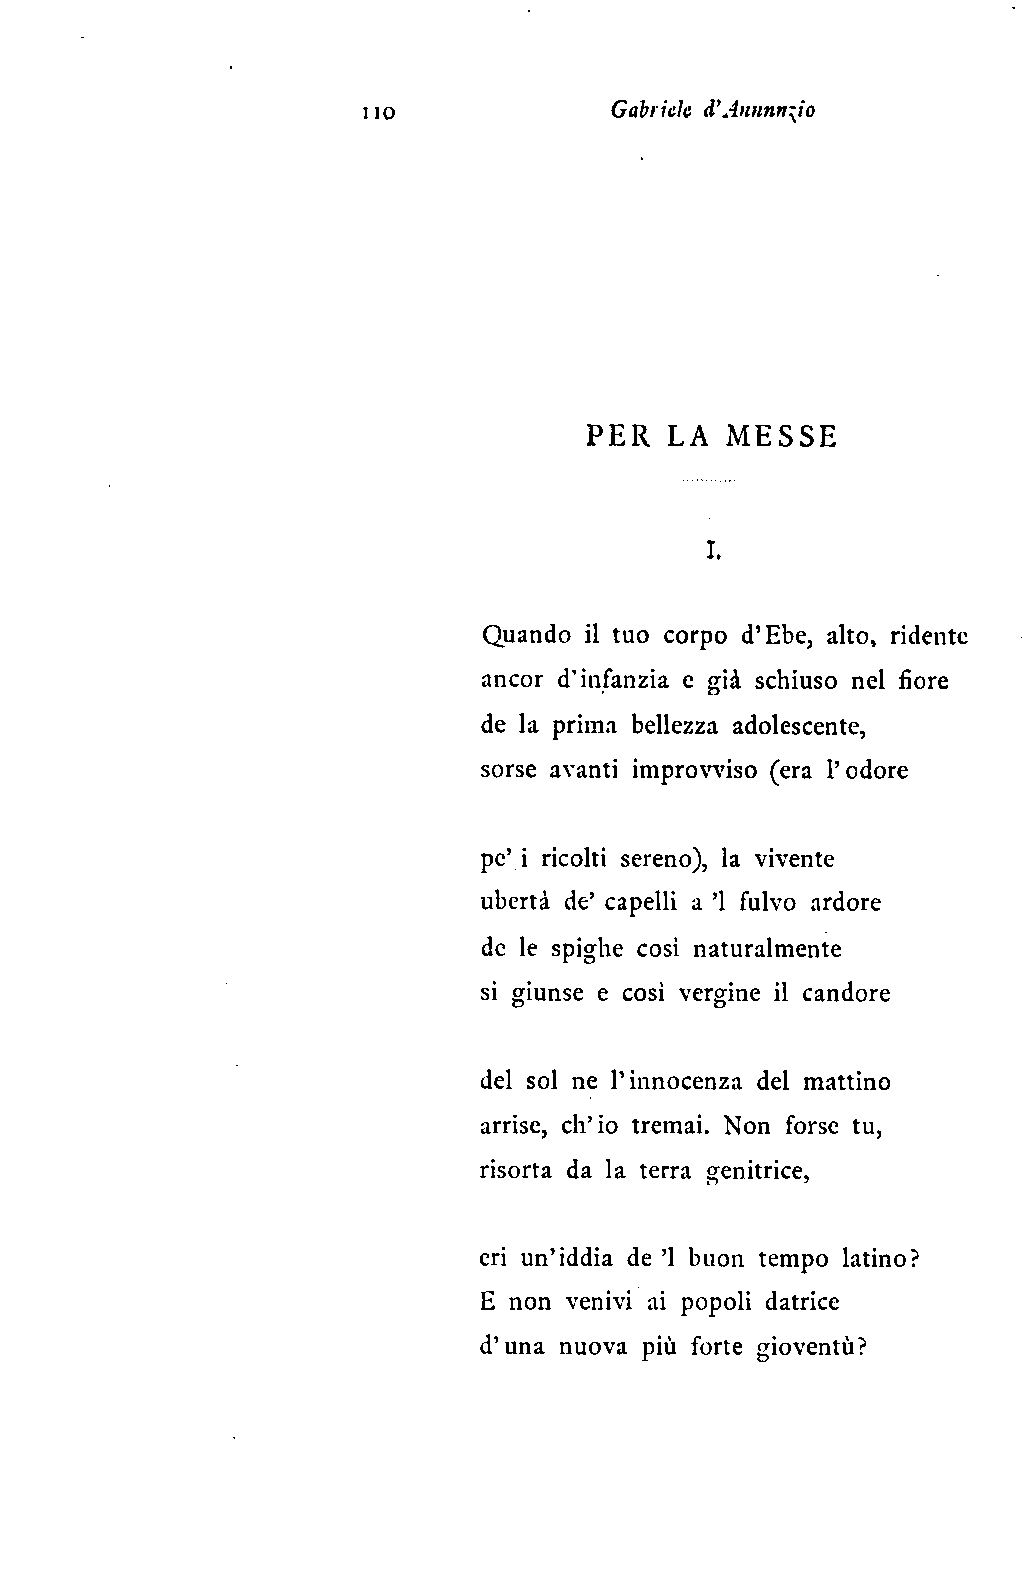 110 Gabriele d'Annunzio
PER LA MESSE
I.
Quando il tuo corpo d'Ebe, alto, ridente
ancor d'infanzia e già schiuso nel fiore
de la prima bellezza adolescente,
sorse avanti improvviso (era l'odore
pe' i ricolti sereno), la vivente
ubertà de' capelli a 'l fulvo ardore
de le spighe così naturalmente
si giunse e così vergine il candore
del sol ne l'innocenza del mattino
arrise, ch'io tremai. Non forse tu,
risorta da la terra genitrice,
eri un'iddia de 'l buon tempo latino?
E non venivi ai popoli datrice
d'una nuova più forte gioventù?